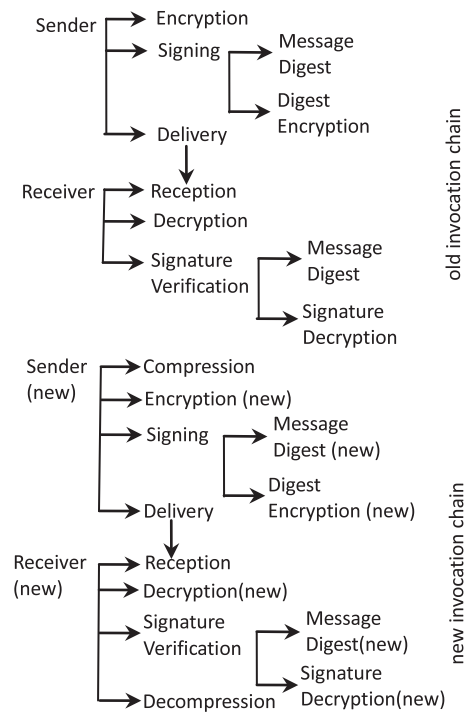 Sender
Encryption
Signing
Message
Digest
Digest
Encryption
Delivery
Receiver
Reception
Decryption
Signature
Verification
Message
Digest
Signature
Decryption
old invocation chain
Sender
(new)
Compression
Encryption (new)
Signing
Message
Digest (new)
Digest
Encryption (new)
Delivery
Receiver
(new)
Reception
Decryption(new)
Signature
Verification
Message
Digest(new)
Signature
Decryption(new)
Decompression
new invocation chain